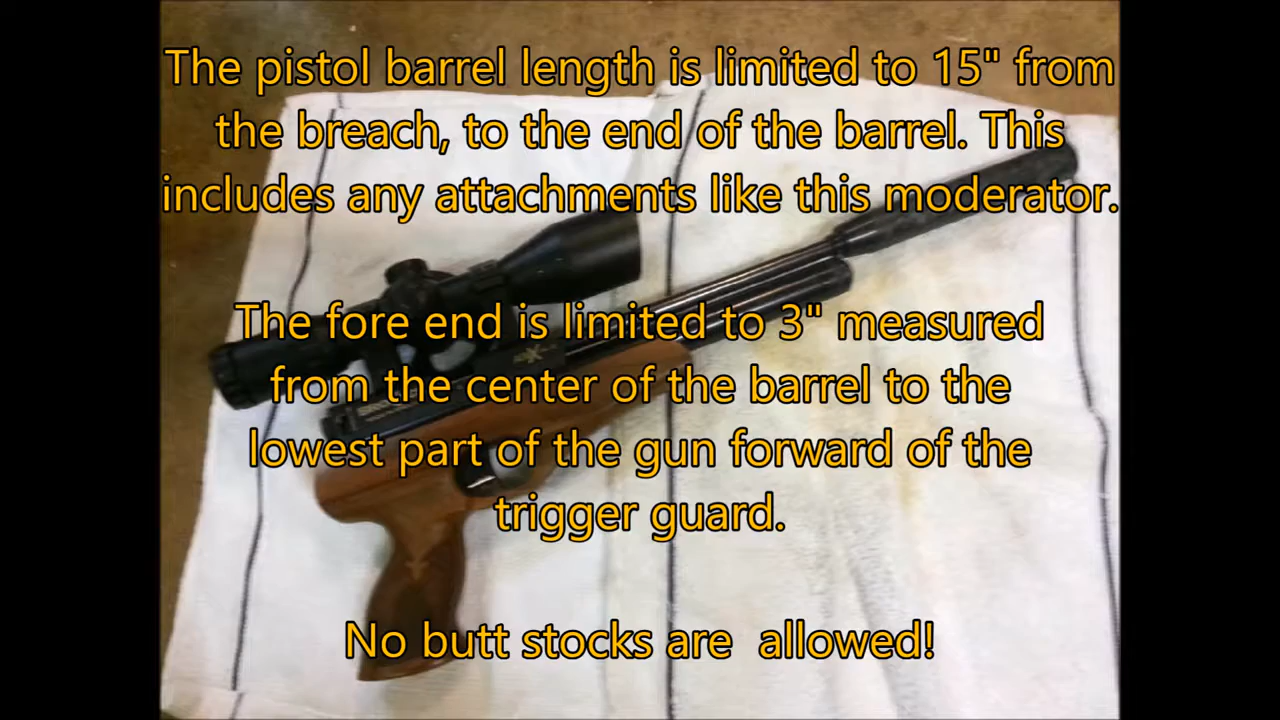 The pistol barrel length is limited to 15" from
the breach, to the end of the barrel. This
includes any attachments like this moderator.
The fore end is limited to 3" measured
from the center of the barrel to the
lowest part of the gun forward of the
trigger guard.
No butt stocks are  allowed!